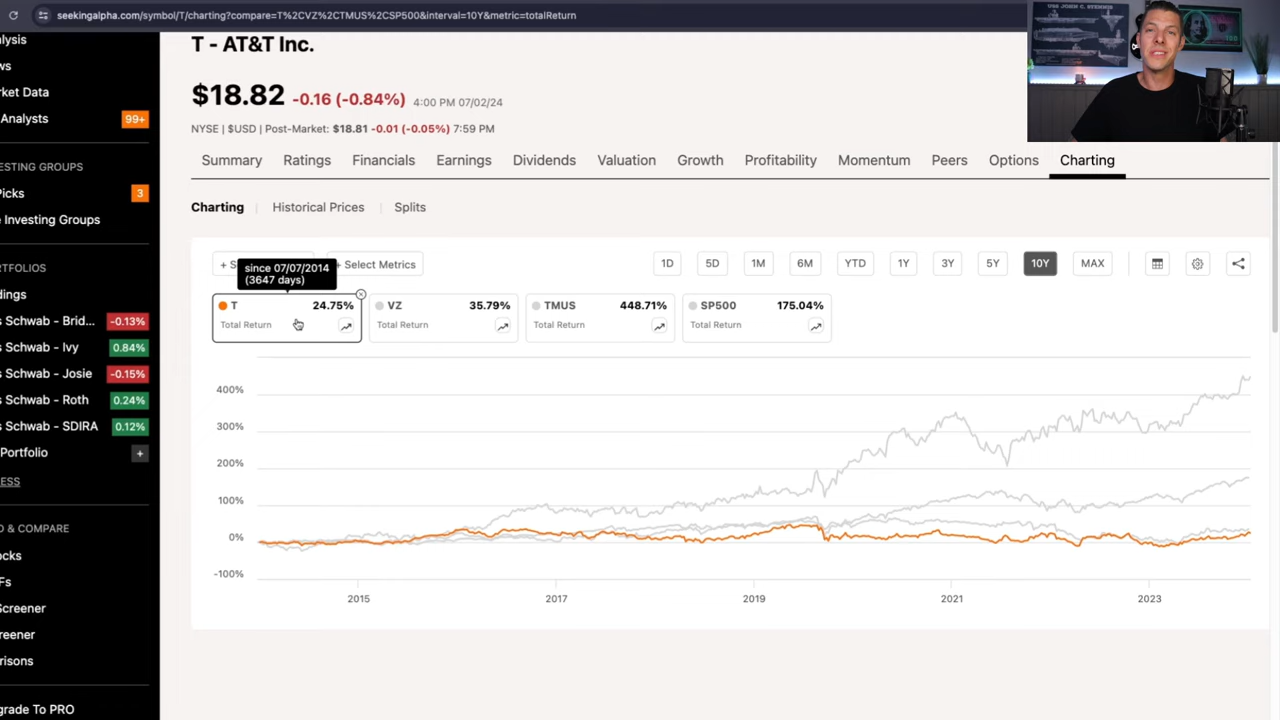 seekingalpha.com/symbol/T/charting?compare=T%2CVZ%2CTMUS%2CSP500&interval=10Y&metric=totalReturn
alysis
ws
rket Data
Analysts 99+
ESTING GROUPS
Picks 3
e Investing Groups
RTFOLIOS
dings
s Schwab - Brid... -0.13%
s Schwab - Ivy 0.84%
s Schwab - Josie -0.15%
s Schwab - Roth 0.24%
s Schwab - SDIRA 0.12%
Portfolio +
ESS
D & COMPARE
ocks
Fs
Screener
reener
risons
grade To PRO
T - AT&T Inc.
$18.82 -0.16 (-0.84%) 4:00 PM 07/02/24
NYSE | $USD | Post-Market: $18.81 -0.01 (-0.05%) 7:59 PM
Summary Ratings Financials Earnings Dividends Valuation Growth Profitability Momentum Peers Options Charting
Charting Historical Prices Splits
+ S + Select Metrics 1D 5D 1M 6M YTD 1Y 3Y 5Y 10Y MAX
since 07/07/2014
(3647 days)
T 24.75% VZ 35.79% TMUS 448.71% SP500 175.04%
Total Return Total Return Total Return Total Return
400%
300%
200%
100%
0%
-100%
2015 2017 2019 2021 2023